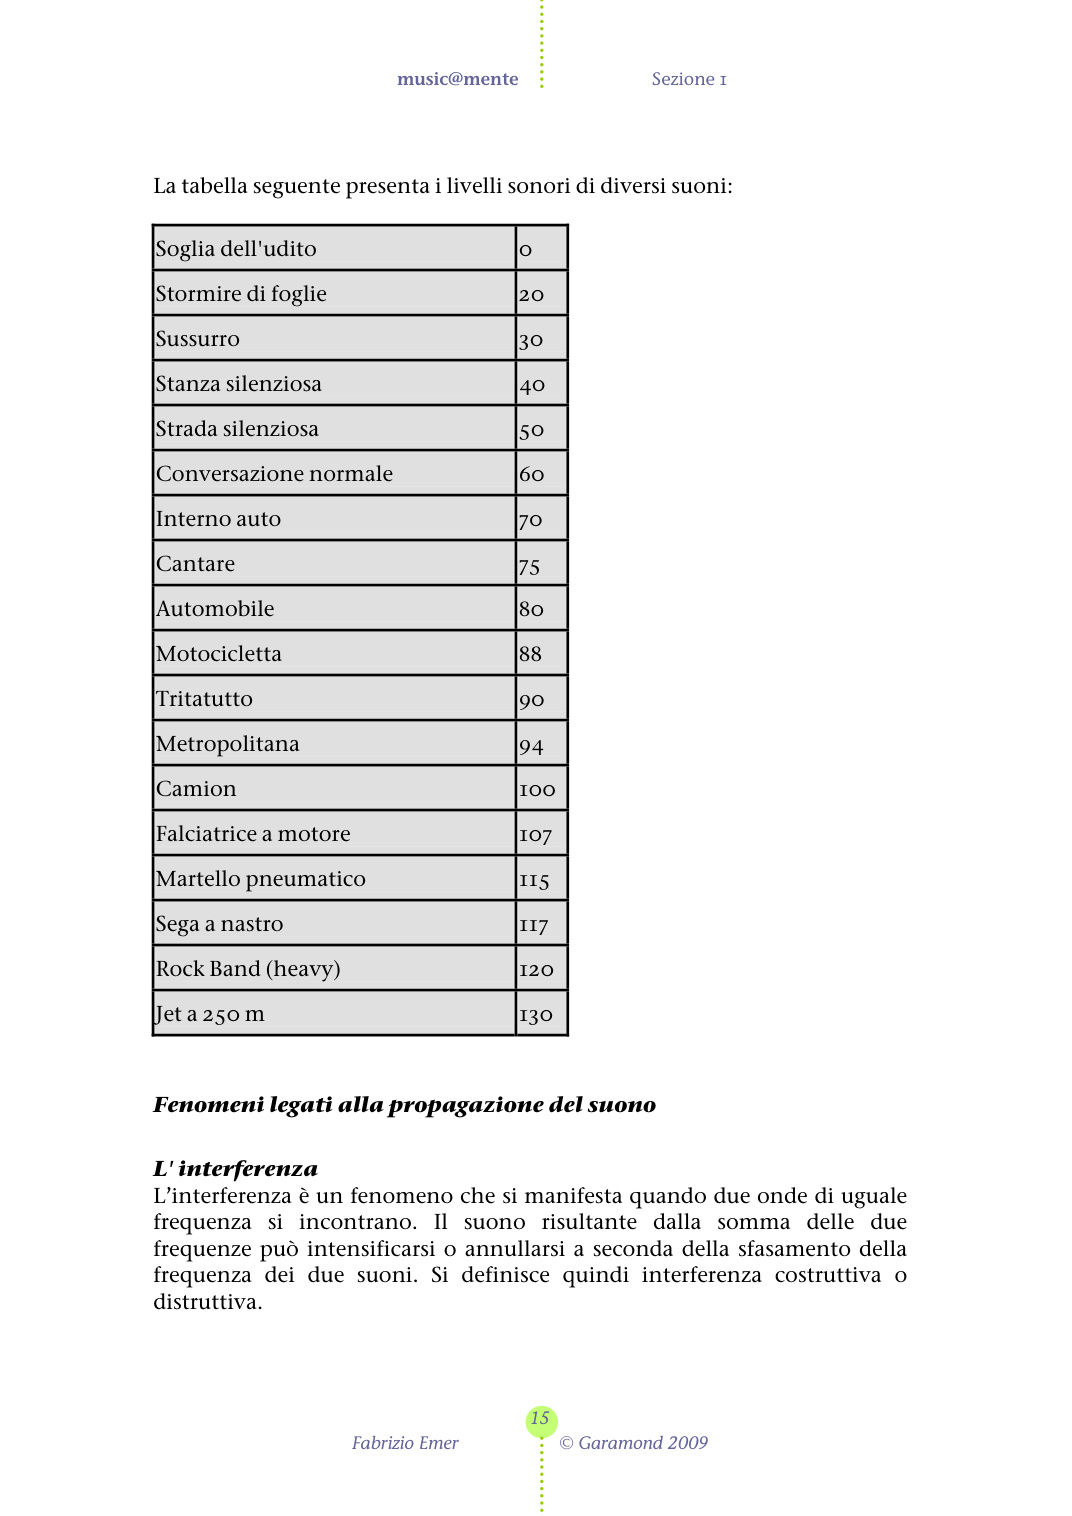 music@mente Sezione 1
La tabella seguente presenta i livelli sonori di diversi suoni:
Soglia dell'udito 0
Stormire di foglie 20
Sussurro 30
Stanza silenziosa 40
Strada silenziosa 50
Conversazione normale 60
Interno auto 70
Cantare 75
Automobile 80
Motocicletta 88
Tritatutto 90
Metropolitana 94
Camion 100
Falciatrice a motore 107
Martello pneumatico 115
Sega a nastro 117
Rock Band (heavy) 120
Jet a 250 m 130
Fenomeni legati alla propagazione del suono
L' interferenza
L’interferenza è un fenomeno che si manifesta quando due onde di uguale
frequenza si incontrano. Il suono risultante dalla somma delle due
frequenze può intensificarsi o annullarsi a seconda della sfasamento della
frequenza dei due suoni. Si definisce quindi interferenza costruttiva o
distruttiva.
15
Fabrizio Emer © Garamond 2009